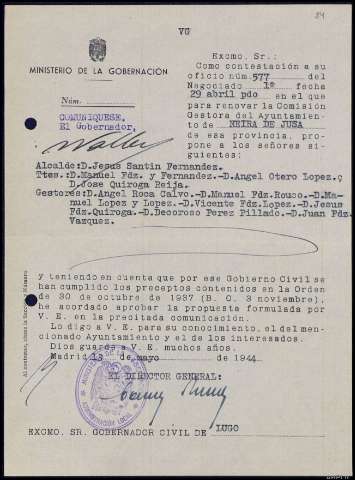 VG
84
MINISTERIO DE LA GOBERNACIÓN
Núm.
COMUNIQUESE,
El Gobernador,
EXCMO. Sr.:
Como contestación a su
oficio núm. 577 del
Negociado 1º fecha
29 abril pdo en el que
para renovar la Comisión
Gestora del Ayuntamiento
de NEIRA DE JUSA
de esa provincia, propone
a los señores si-
guientes:
Alcalde: D. Jesus Santin Fernandez.
Ttes: D. Manuel Fdz. y Fernandez.-D. Angel Otero Lopez. y
D. Jose Quiroga Reija.
Gestores: D. Angel Roca Calvo.-D. Manuel Fdz. Rouco.-D. Ma-
nuel Lopez y Lopez.-D. Vicente Fdz. Lopez.-D. Jesus
Fdz. Quiroga.-D. Decoroso Perez Pillado.-D. Juan Fdz.
Vazquez.
y teniendo en cuenta que por ese Gobierno Civil se
han cumplido los preceptos contenidos en la Orden
de 30 de octubre de 1937 (B. O. 3 noviembre),
he acordado aprobar la propuesta formulada por
V. E. en la precitada comunicación.
Lo digo a V. E. para su conocimiento, el del men-
cionado Ayuntamiento y el de los interesados.
Dios guarde a V. E. muchos años.
Madrid 13 de mayo de 1944
EL DIRECTOR GENERAL:
EXCMO. SR. GOBERNADOR CIVIL DE LUGO